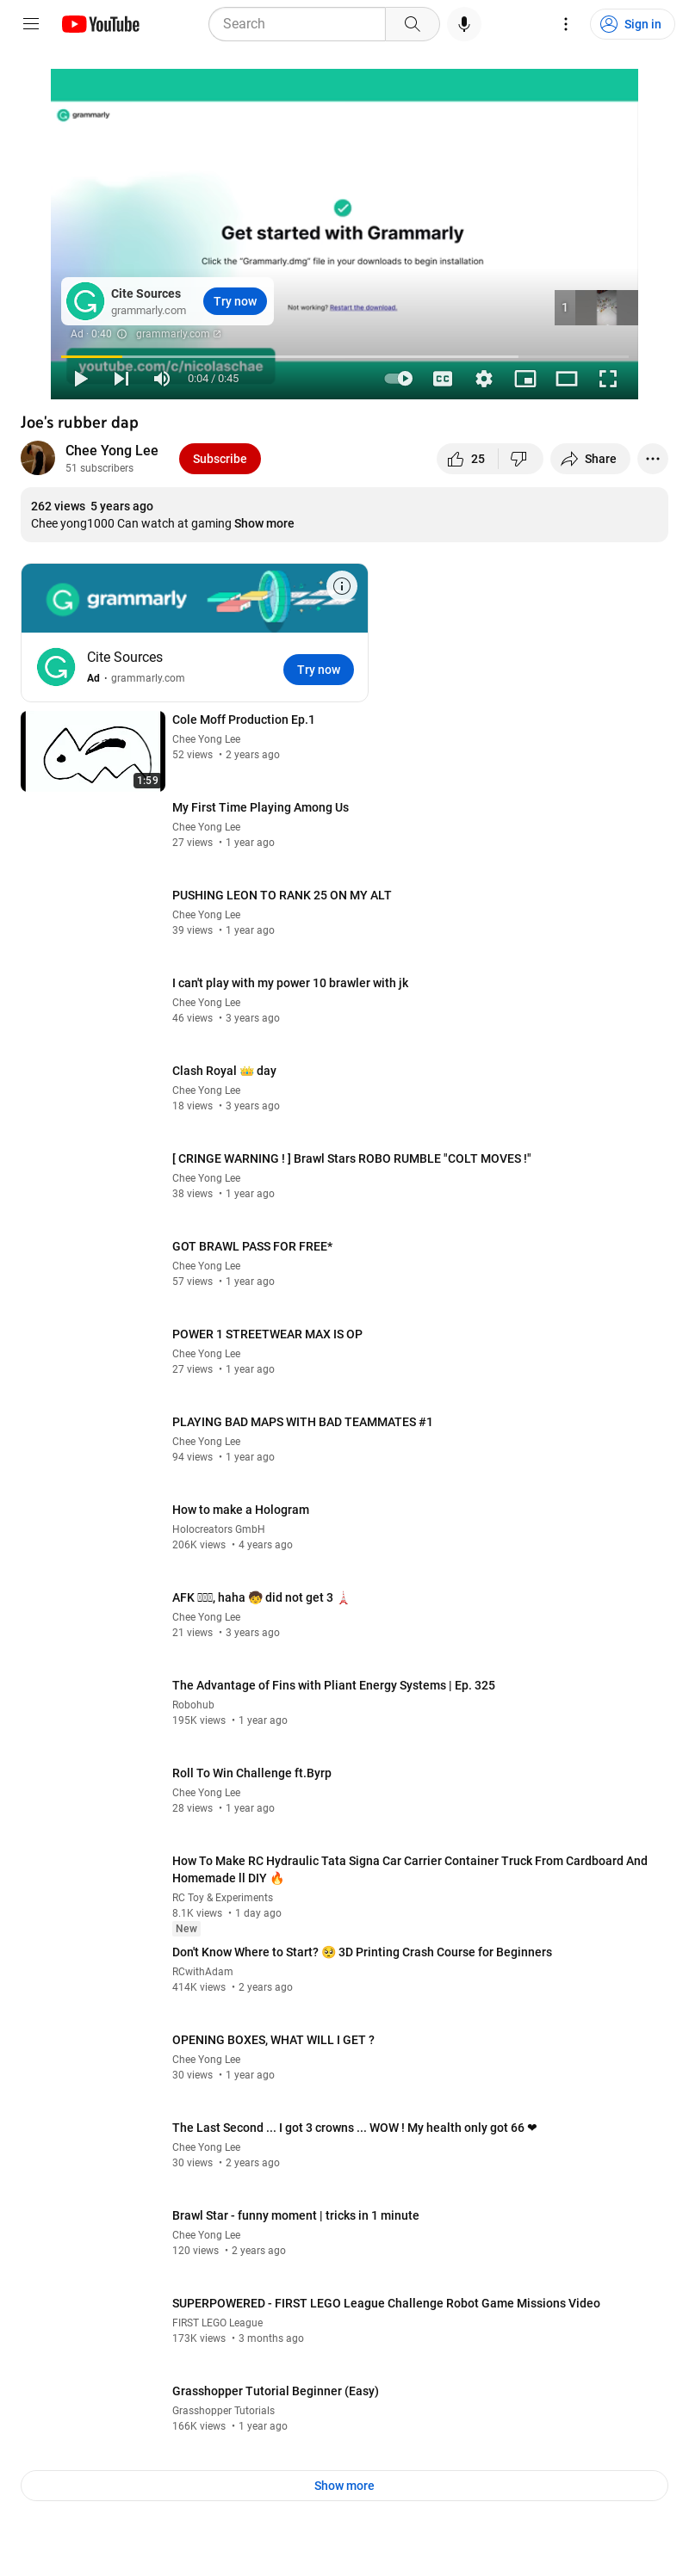 YouTube
Search
Sign in
grammarly
Get started with Grammarly
Click the “Grammarly.dmg” file in your downloads to begin installation
Cite Sources
grammarly.com
Try now
Not working? Restart the download.
1
Ad · 0:40 grammarly.com
youtube.com/c/nicolaschae
0:04 / 0:45
CC
Joe's rubber dap
Chee Yong Lee
51 subscribers
Subscribe
25
Share
262 views 5 years ago
Chee yong1000 Can watch at gaming Show more
grammarly
Cite Sources
Ad · grammarly.com
Try now
1:59
Cole Moff Production Ep.1
Chee Yong Lee
52 views • 2 years ago
My First Time Playing Among Us
Chee Yong Lee
27 views • 1 year ago
PUSHING LEON TO RANK 25 ON MY ALT
Chee Yong Lee
39 views • 1 year ago
I can't play with my power 10 brawler with jk
Chee Yong Lee
46 views • 3 years ago
Clash Royal 👑 day
Chee Yong Lee
18 views • 3 years ago
[ CRINGE WARNING ! ] Brawl Stars ROBO RUMBLE "COLT MOVES !"
Chee Yong Lee
38 views • 1 year ago
GOT BRAWL PASS FOR FREE*
Chee Yong Lee
57 views • 1 year ago
POWER 1 STREETWEAR MAX IS OP
Chee Yong Lee
27 views • 1 year ago
PLAYING BAD MAPS WITH BAD TEAMMATES #1
Chee Yong Lee
94 views • 1 year ago
How to make a Hologram
Holocreators GmbH
206K views • 4 years ago
AFK , haha 🧒 did not get 3 🗼
Chee Yong Lee
21 views • 3 years ago
The Advantage of Fins with Pliant Energy Systems | Ep. 325
Robohub
195K views • 1 year ago
Roll To Win Challenge ft.Byrp
Chee Yong Lee
28 views • 1 year ago
How To Make RC Hydraulic Tata Signa Car Carrier Container Truck From Cardboard And
Homemade ll DIY 🔥
RC Toy & Experiments
8.1K views • 1 day ago
New
Don't Know Where to Start? 🥺 3D Printing Crash Course for Beginners
RCwithAdam
414K views • 2 years ago
OPENING BOXES, WHAT WILL I GET ?
Chee Yong Lee
30 views • 1 year ago
The Last Second ... I got 3 crowns ... WOW ! My health only got 66 ❤
Chee Yong Lee
30 views • 2 years ago
Brawl Star - funny moment | tricks in 1 minute
Chee Yong Lee
120 views • 2 years ago
SUPERPOWERED - FIRST LEGO League Challenge Robot Game Missions Video
FIRST LEGO League
173K views • 3 months ago
Grasshopper Tutorial Beginner (Easy)
Grasshopper Tutorials
166K views • 1 year ago
Show more